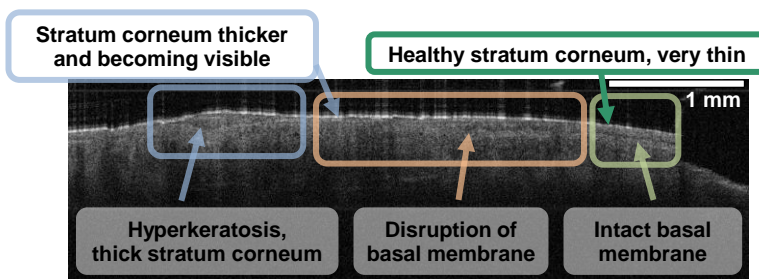 Stratum corneum thicker
and becoming visible
Healthy stratum corneum, very thin
1 mm
Hyperkeratosis,
thick stratum corneum
Disruption of
basal membrane
Intact basal
membrane